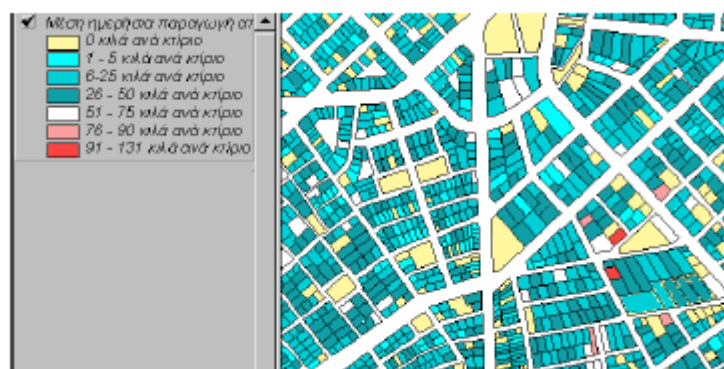 Μέση ημερήσια παραγωγή απ
0 κιλά ανά κτίριο
1 - 5 κιλά ανά κτίριο
6-25 κιλά ανά κτίριο
26 - 50 κιλά ανά κτίριο
51 - 75 κιλά ανά κτίριο
76 - 90 κιλά ανά κτίριο
91 - 131 κιλά ανά κτίριο